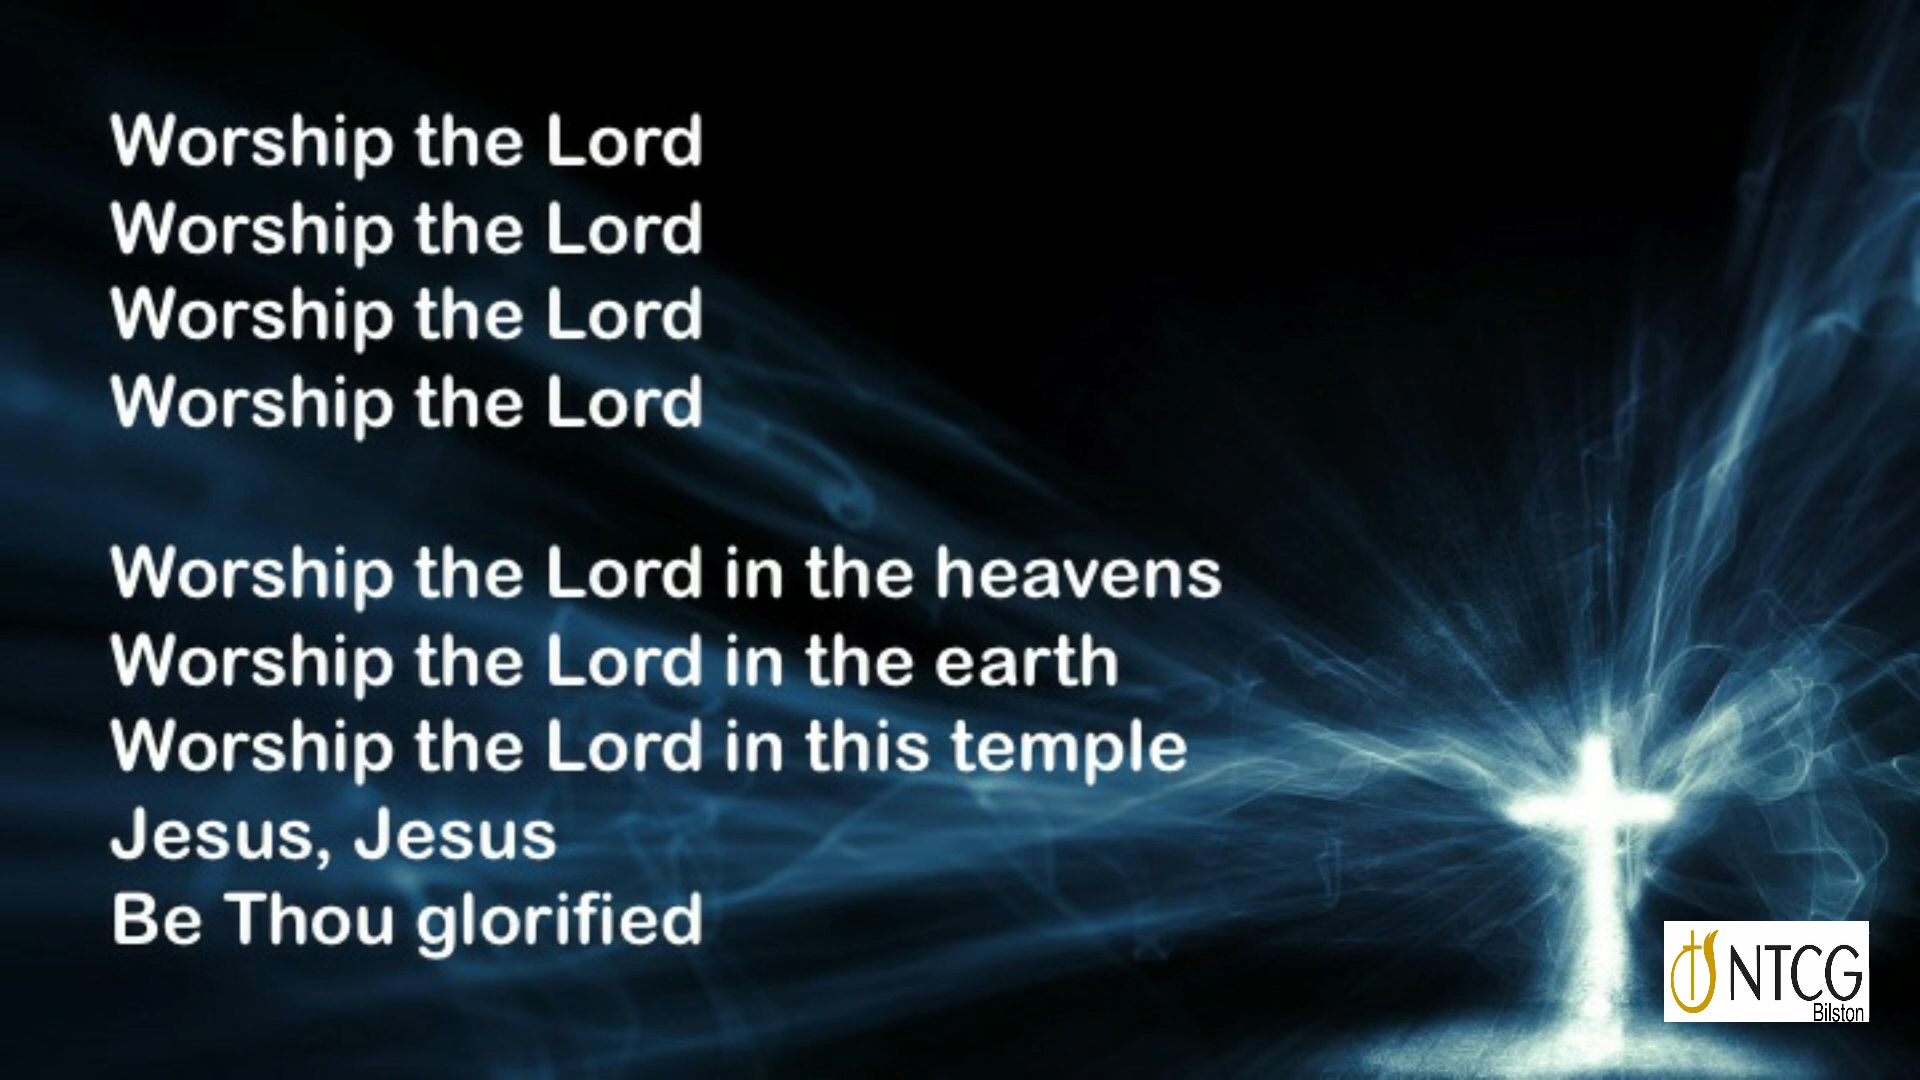 Worship the Lord
Worship the Lord
Worship the Lord
Worship the Lord
Worship the Lord in the heavens
Worship the Lord in the earth
Worship the Lord in this temple
Jesus, Jesus
Be Thou glorified
NTCG
Bilston